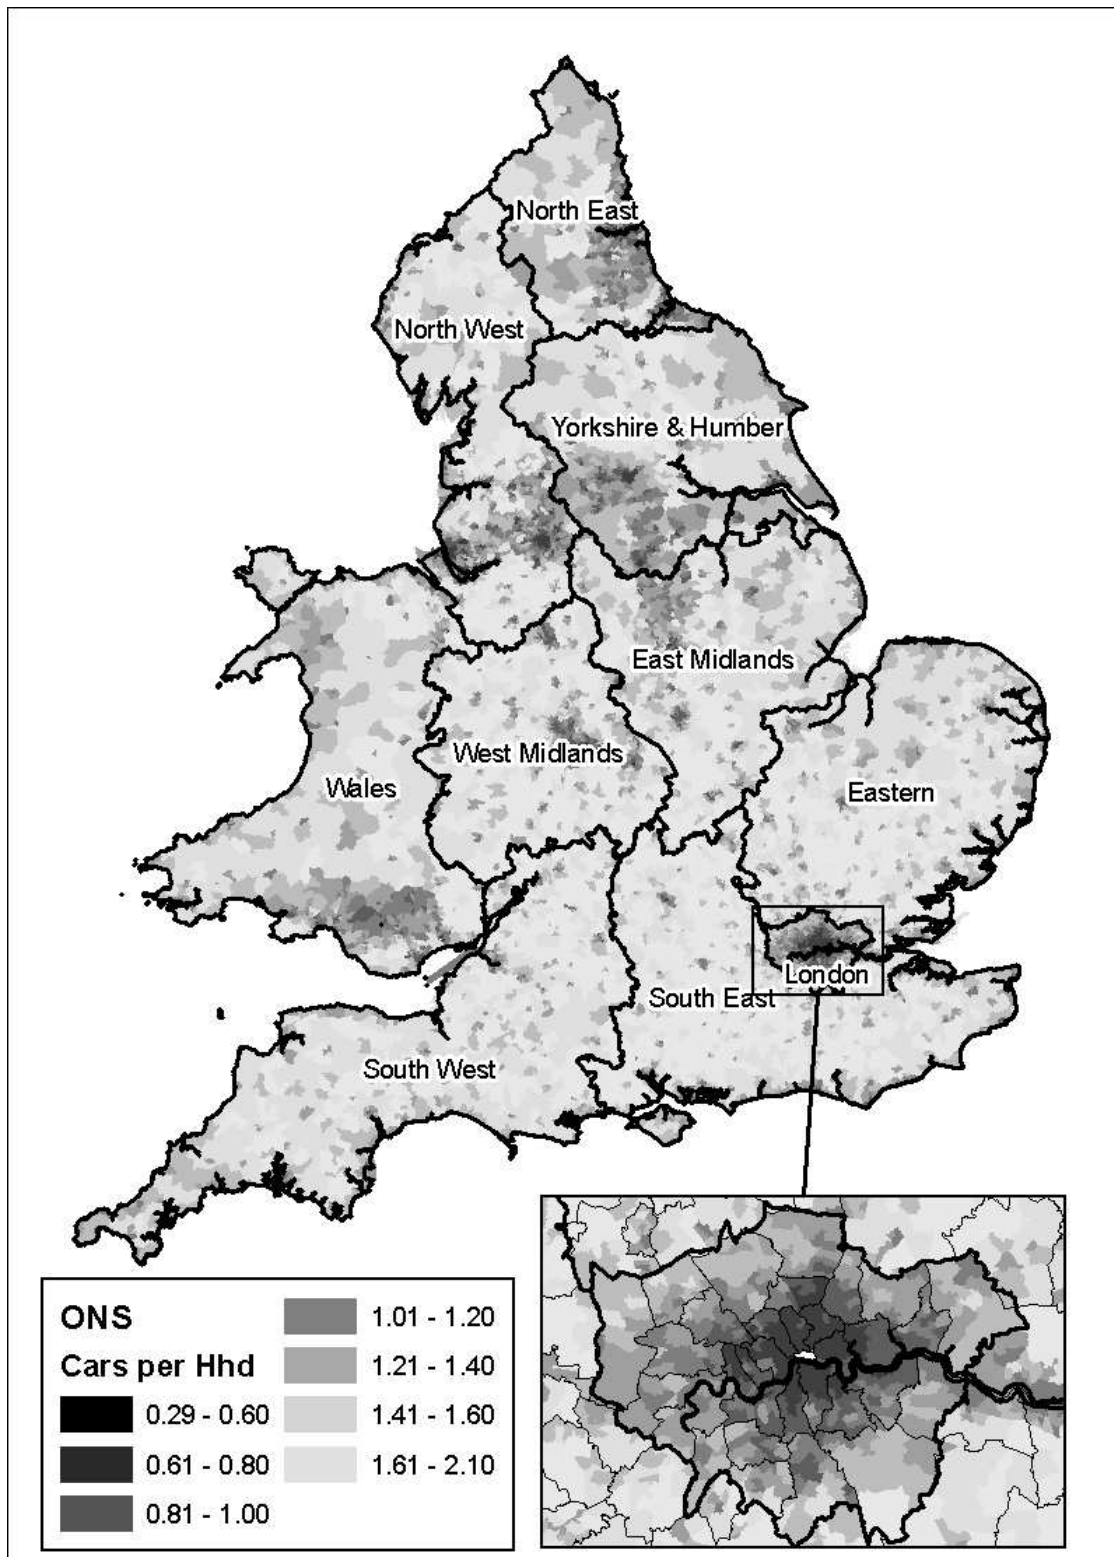 North East
North West
Yorkshire & Humber
East Midlands
West Midlands
Wales
Eastern
London
South East
South West
ONS
Cars per Hhd
0.29 - 0.60
0.61 - 0.80
0.81 - 1.00
1.01 - 1.20
1.21 - 1.40
1.41 - 1.60
1.61 - 2.10